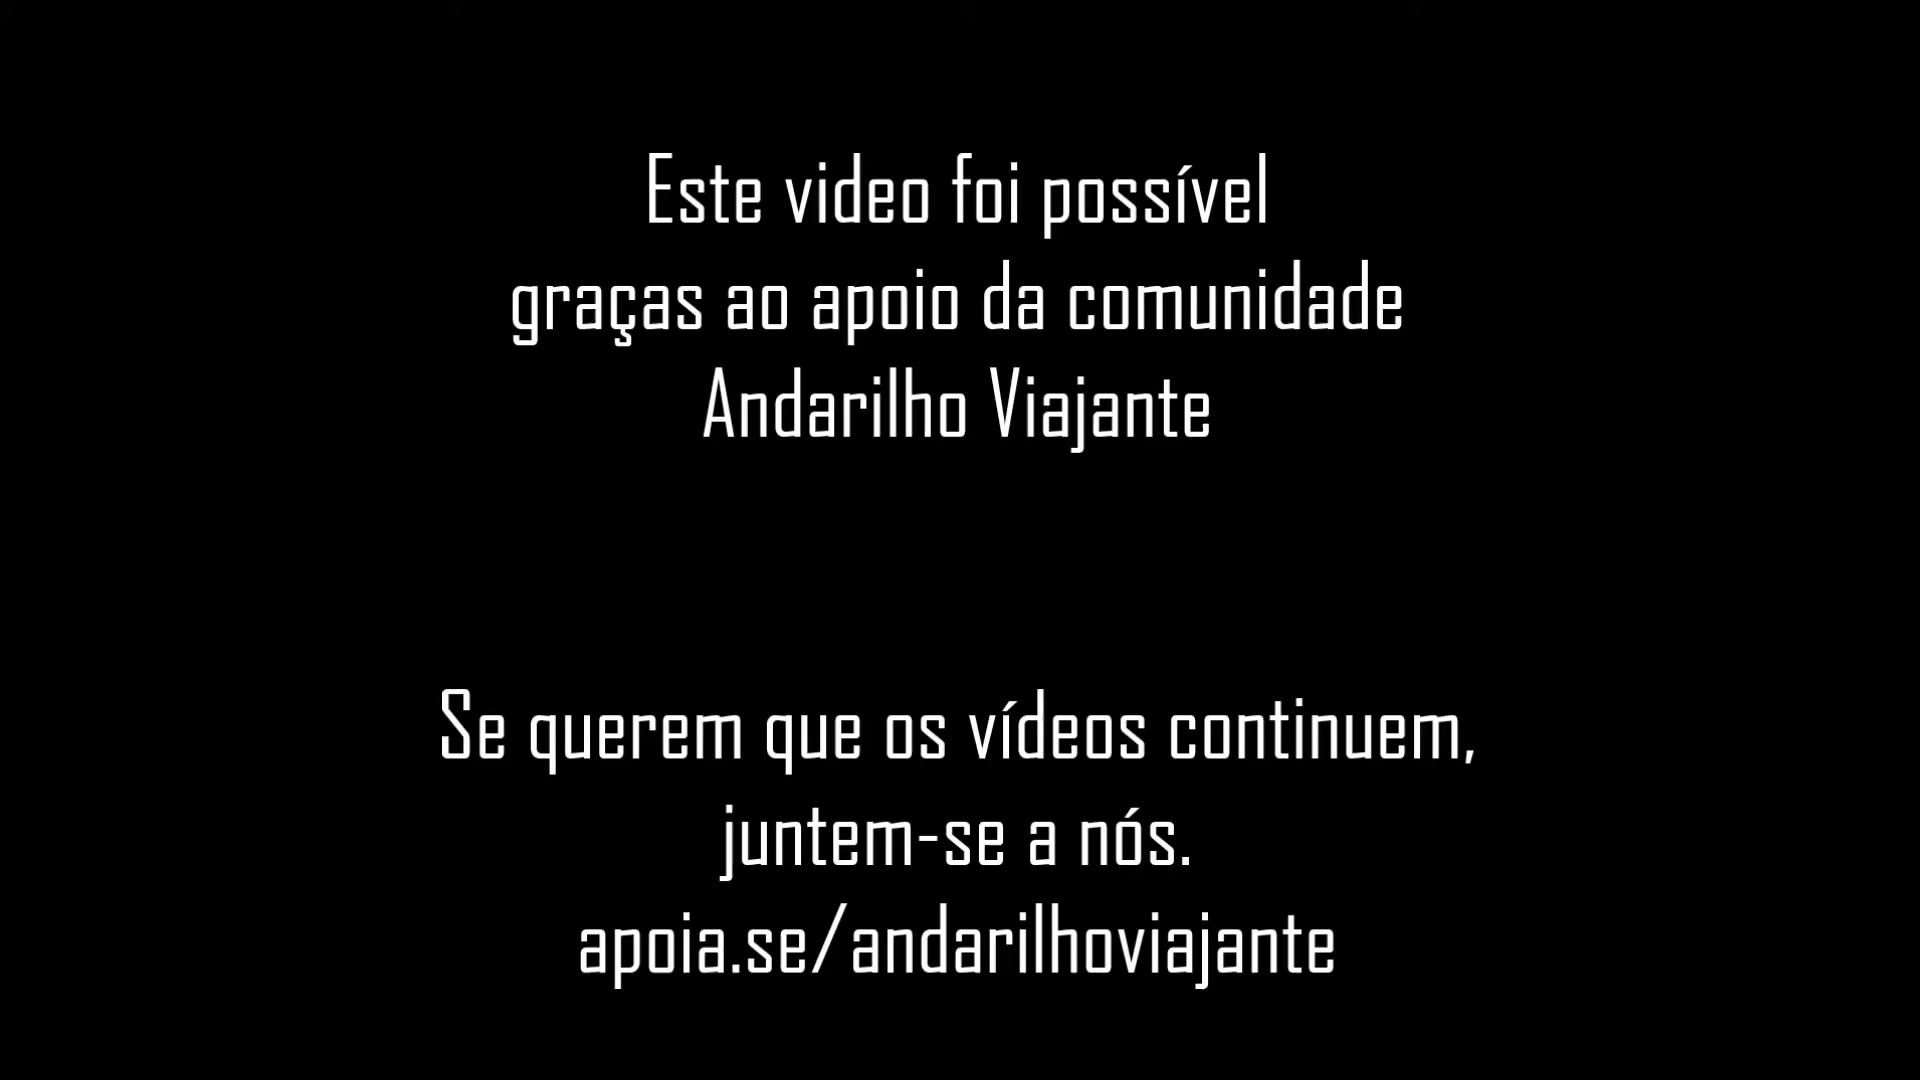 Este video foi possível
graças ao apoio da comunidade
Andarilho Viajante
Se querem que os vídeos continuem,
juntem-se a nós.
apoia.se/andarilhoviajante